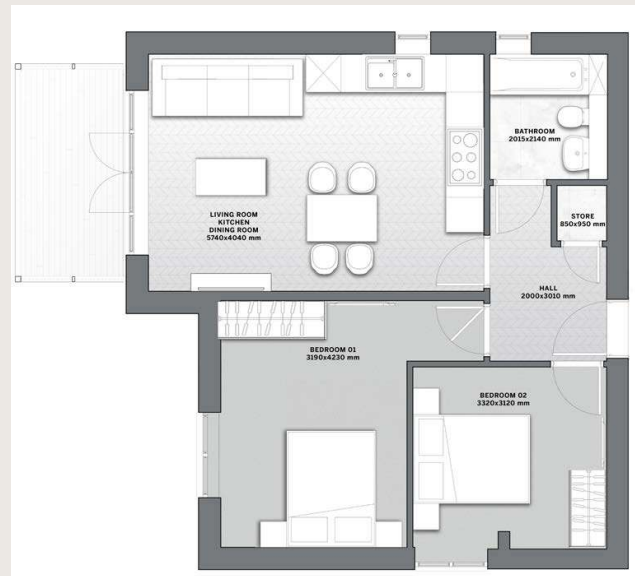 BATHROOM
2015x2140 mm
STORE
850x950 mm
LIVING ROOM
KITCHEN
DINING ROOM
5740x4040 mm
HALL
2000x3010 mm
BEDROOM 01
3190x4230 mm
BEDROOM 02
3320x3120 mm